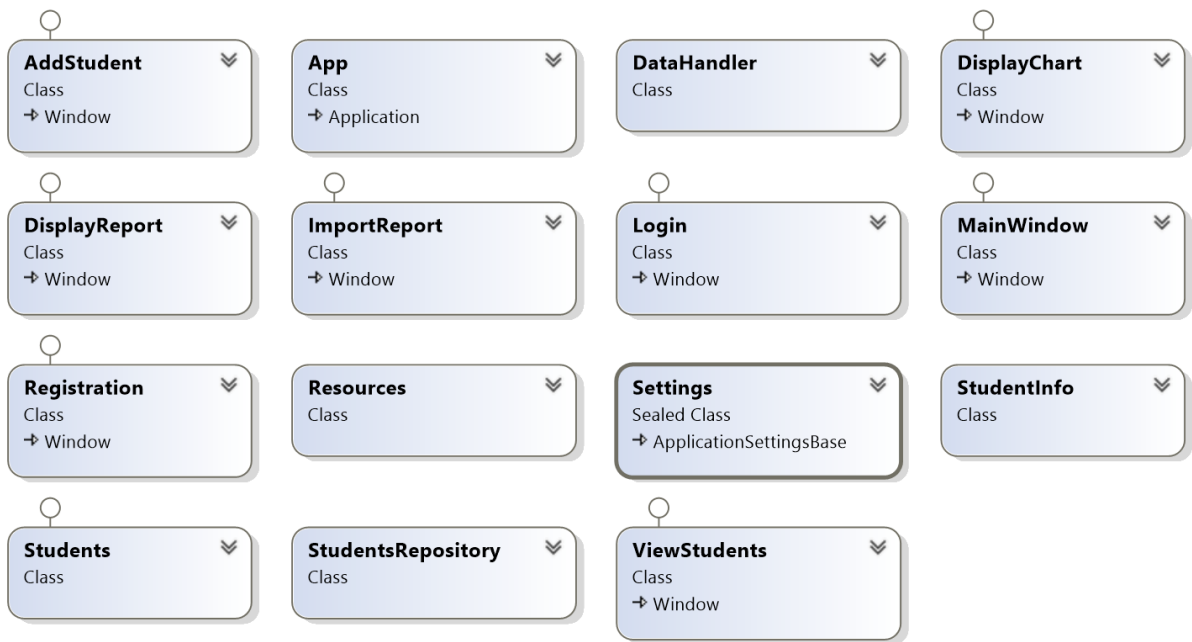 AddStudent
Class
Window
App
Class
Application
DataHandler
Class
DisplayChart
Class
Window
DisplayReport
Class
Window
ImportReport
Class
Window
Login
Class
Window
MainWindow
Class
Window
Registration
Class
Window
Resources
Class
Settings
Sealed Class
ApplicationSettingsBase
StudentInfo
Class
Students
Class
StudentsRepository
Class
ViewStudents
Class
Window